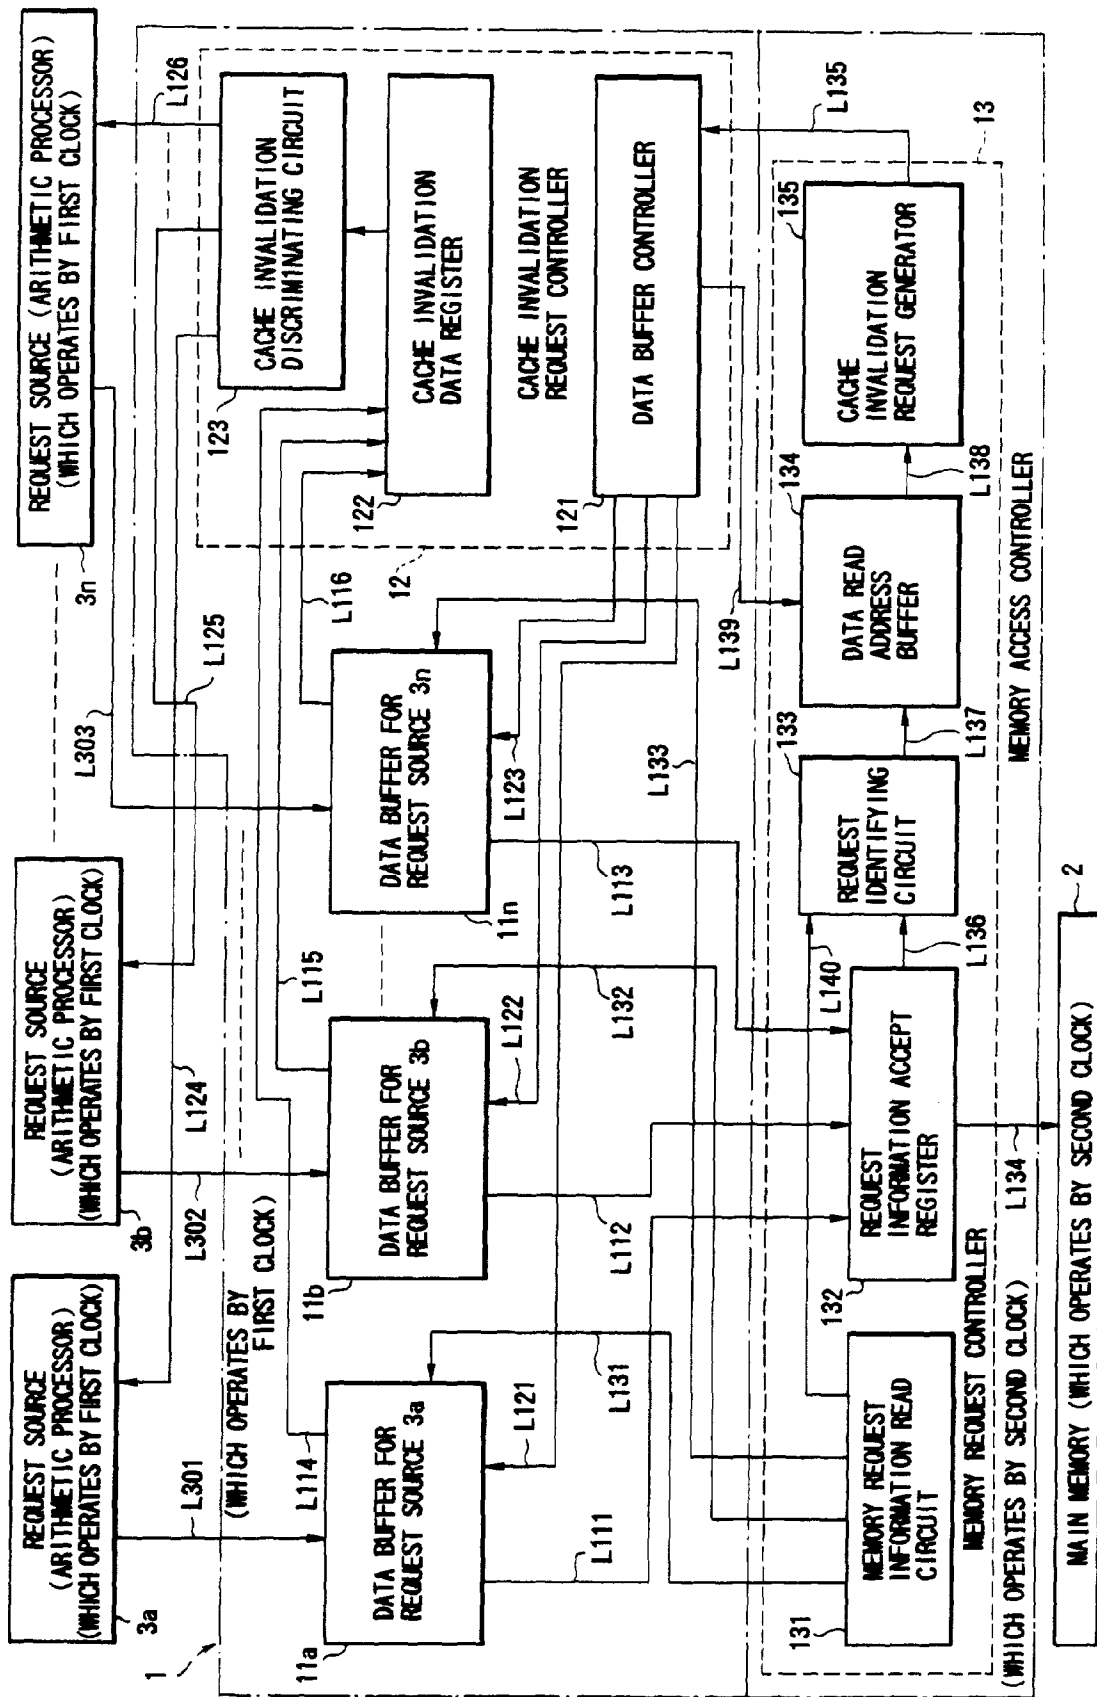 REQUEST SOURCE
(ARITHMETIC PROCESSOR)
(WHICH OPERATES BY FIRST CLOCK)
3a
REQUEST SOURCE
(ARITHMETIC PROCESSOR)
(WHICH OPERATES BY FIRST CLOCK)
3b
REQUEST SOURCE (ARITHMETIC PROCESSOR)
(WHICH OPERATES BY FIRST CLOCK)
3n
1
L301
L302
L124
L125
L303
L126
(WHICH OPERATES BY
FIRST CLOCK)
L114
L115
L116
DATA BUFFER FOR
REQUEST SOURCE 3a
11a
DATA BUFFER FOR
REQUEST SOURCE 3b
11b
DATA BUFFER FOR
REQUEST SOURCE 3n
11n
CACHE INVALIDATION
DISCRIMINATING CIRCUIT
123
CACHE INVALIDATION
DATA REGISTER
122
CACHE INVALIDATION
REQUEST CONTROLLER
12
DATA BUFFER CONTROLLER
121
L111
L121
L131
L112
L122
L132
L113
L123
L133
L139
L135
13
MEMORY REQUEST
INFORMATION READ
CIRCUIT
131
REQUEST
INFORMATION ACCEPT
REGISTER
132
L140
L136
REQUEST
IDENTIFYING
CIRCUIT
133
L137
DATA READ
ADDRESS
BUFFER
134
L138
CACHE
INVALIDATION
REQUEST GENERATOR
135
MEMORY REQUEST CONTROLLER
(WHICH OPERATES BY SECOND CLOCK)
L134
MEMORY ACCESS CONTROLLER
MAIN MEMORY (WHICH OPERATES BY SECOND CLOCK)
2